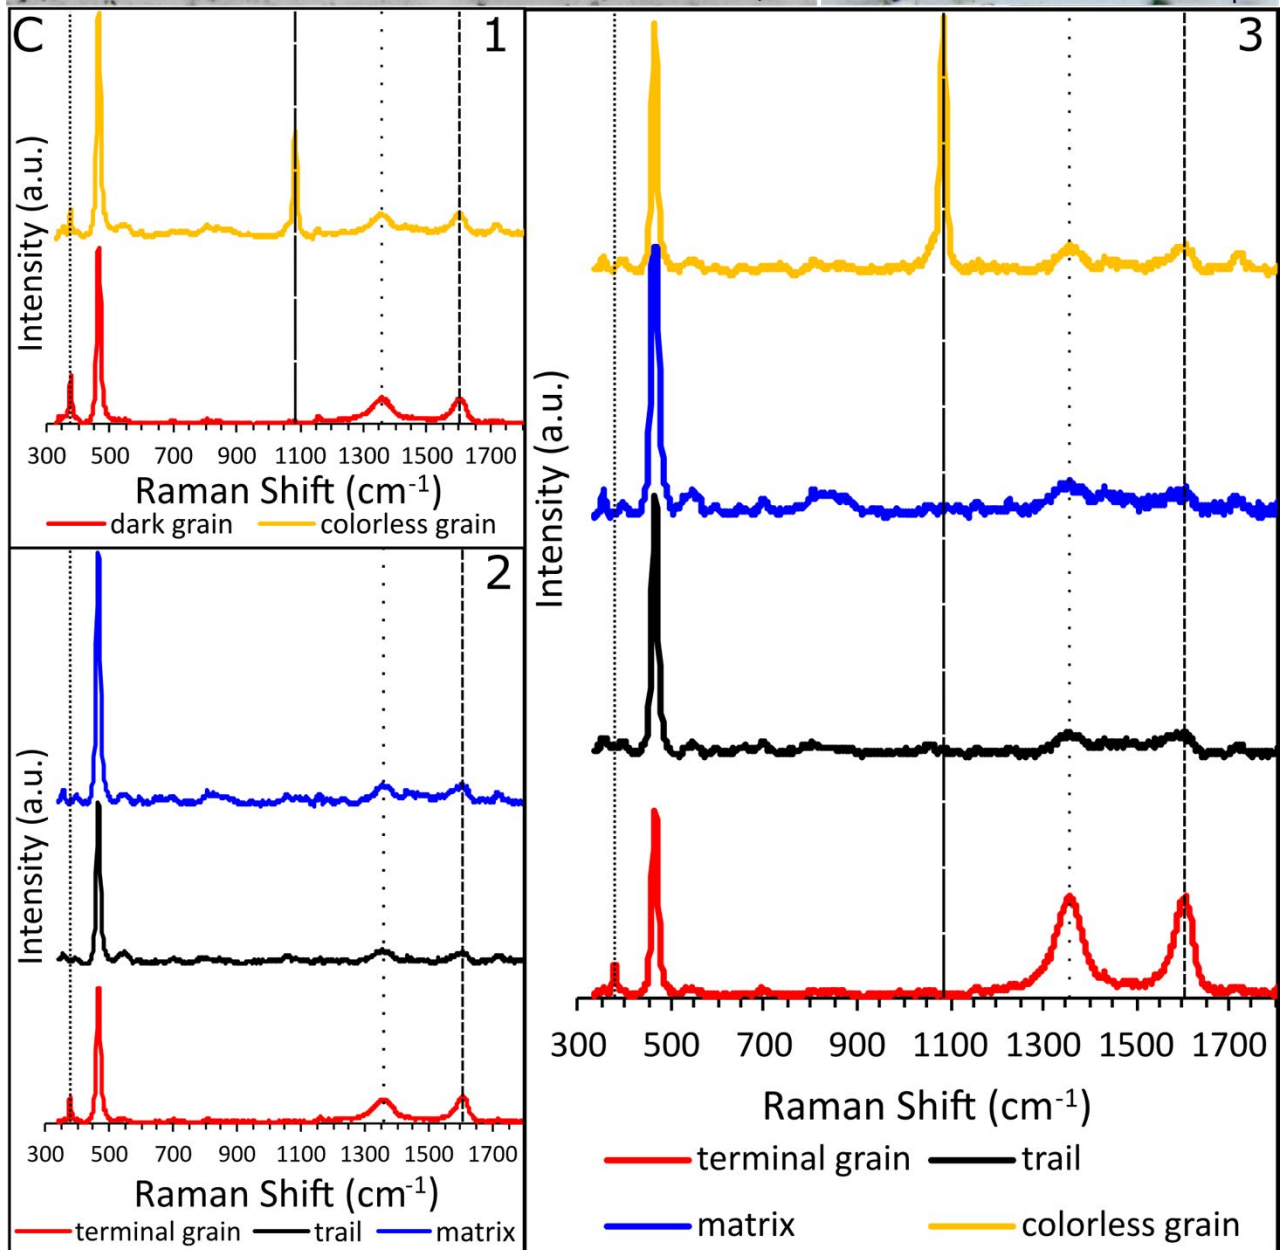 C 1
Intensity (a.u.)
300 500 700 900 1100 1300 1500 1700
Raman Shift (cm-1)
dark grain colorless grain
2
Intensity (a.u.)
300 500 700 900 1100 1300 1500 1700
Raman Shift (cm-1)
terminal grain trail matrix
3
Intensity (a.u.)
300 500 700 900 1100 1300 1500 1700
Raman Shift (cm-1)
terminal grain trail
matrix colorless grain